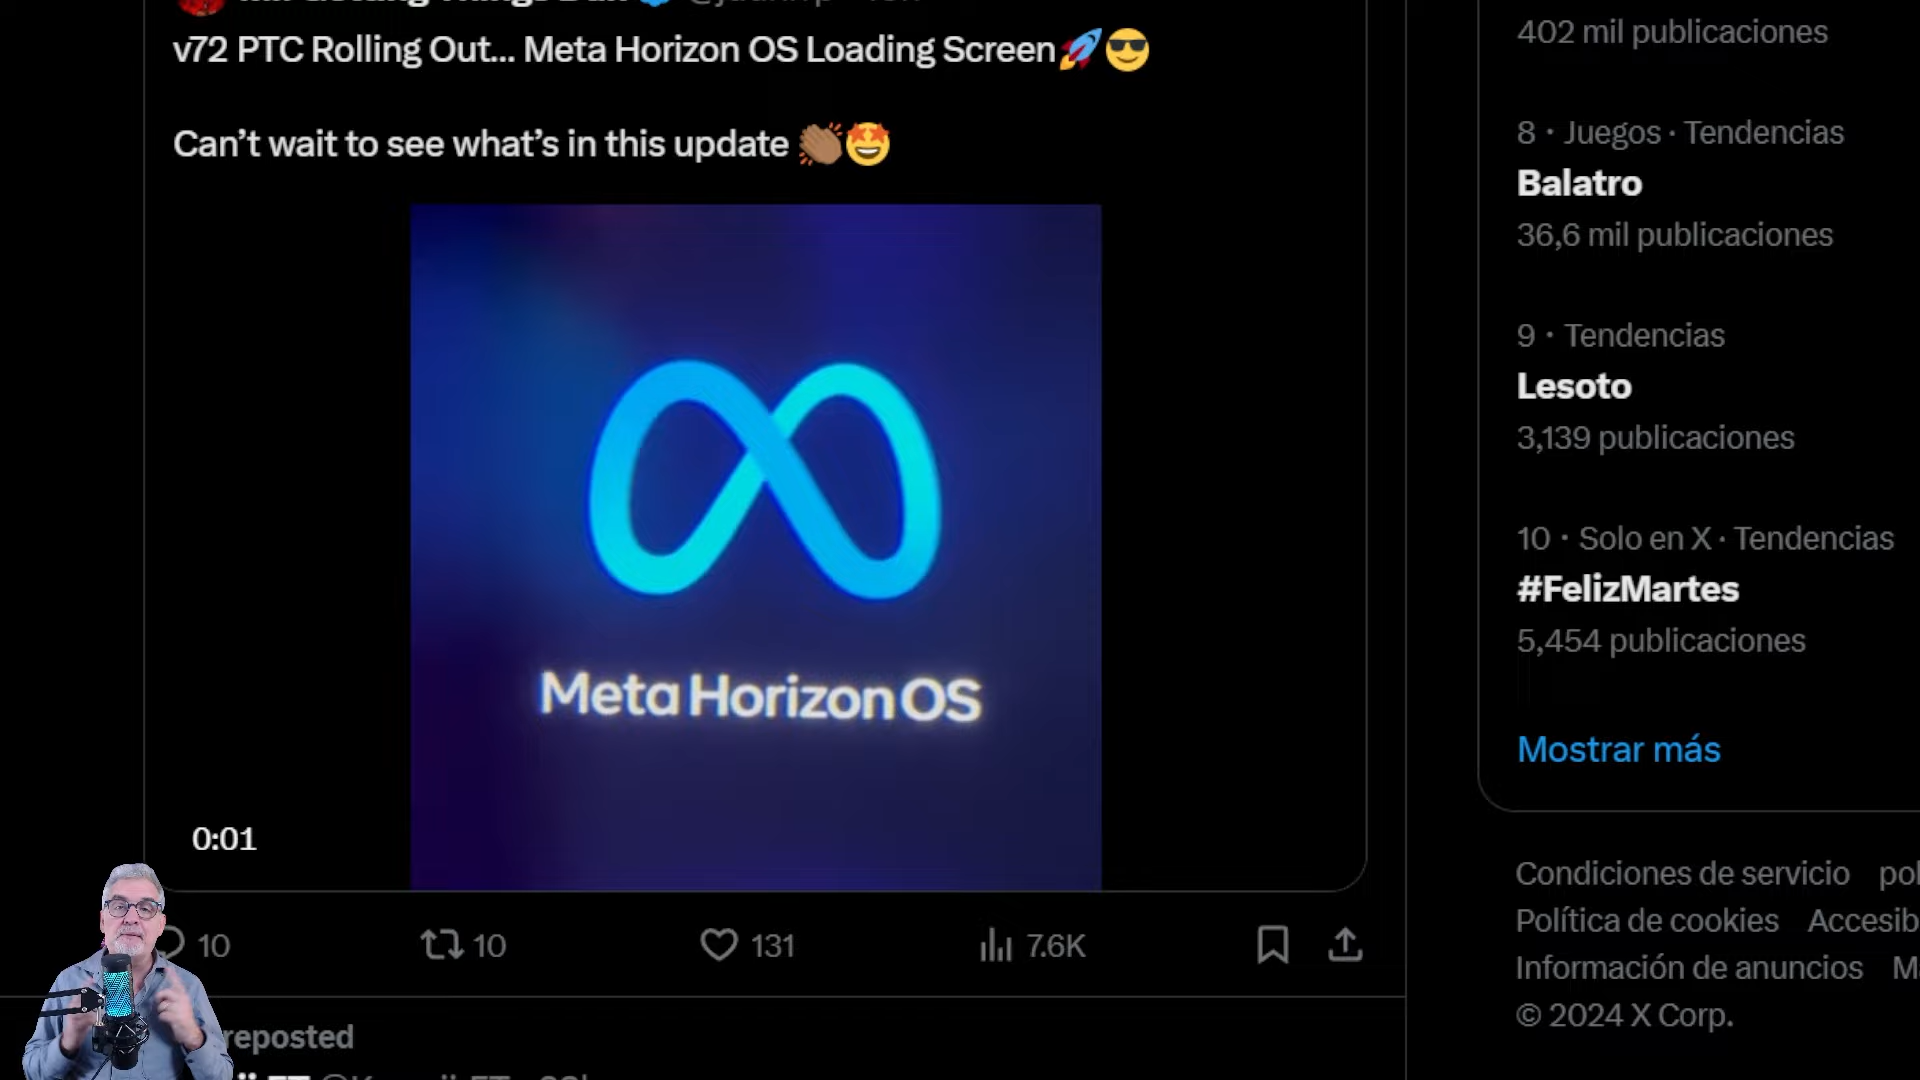 v72 PTC Rolling Out... Meta Horizon OS Loading Screen🚀😎
Can’t wait to see what’s in this update 👏🏽🤩
Meta Horizon OS
0:01
10
10
131
7.6K
reposted
402 mil publicaciones
8 · Juegos · Tendencias
Balatro
36,6 mil publicaciones
9 · Tendencias
Lesoto
3,139 publicaciones
10 · Solo en X · Tendencias
#FelizMartes
5,454 publicaciones
Mostrar más
Condiciones de servicio
Política de cookies
Información de anuncios
© 2024 X Corp.